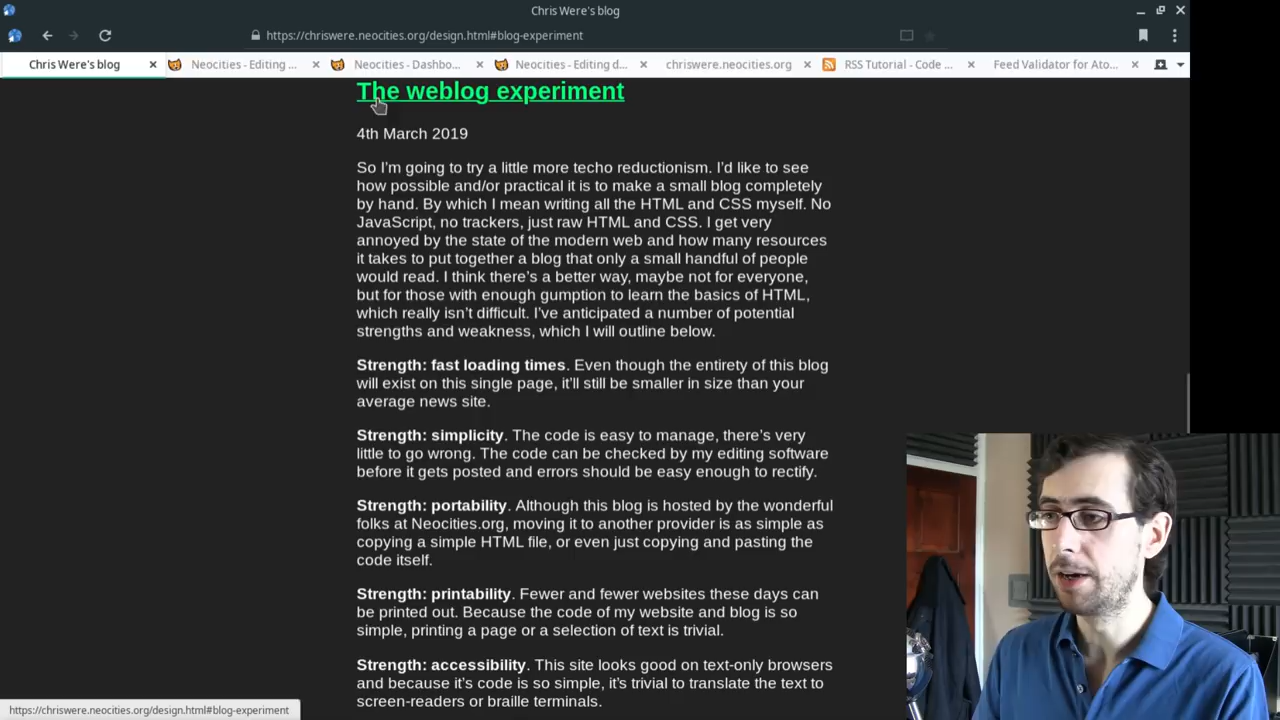 Chris Were's blog
https://chriswere.neocities.org/design.html#blog-experiment
Chris Were's blog
Neocities - Editing ...
Neocities - Dashbo...
Neocities - Editing d...
chriswere.neocities.org
RSS Tutorial - Code ...
Feed Validator for Ato...
The weblog experiment
4th March 2019
So I’m going to try a little more techo reductionism. I’d like to see
how possible and/or practical it is to make a small blog completely
by hand. By which I mean writing all the HTML and CSS myself. No
JavaScript, no trackers, just raw HTML and CSS. I get very
annoyed by the state of the modern web and how many resources
it takes to put together a blog that only a small handful of people
would read. I think there’s a better way, maybe not for everyone,
but for those with enough gumption to learn the basics of HTML,
which really isn’t difficult. I’ve anticipated a number of potential
strengths and weakness, which I will outline below.
Strength: fast loading times. Even though the entirety of this blog
will exist on this single page, it’ll still be smaller in size than your
average news site.
Strength: simplicity. The code is easy to manage, there’s very
little to go wrong. The code can be checked by my editing software
before it gets posted and errors should be easy enough to rectify.
Strength: portability. Although this blog is hosted by the wonderful
folks at Neocities.org, moving it to another provider is as simple as
copying a simple HTML file, or even just copying and pasting the
code itself.
Strength: printability. Fewer and fewer websites these days can
be printed out. Because the code of my website and blog is so
simple, printing a page or a selection of text is trivial.
Strength: accessibility. This site looks good on text-only browsers
and because it’s code is so simple, it’s trivial to translate the text to
screen-readers or braille terminals.
https://chriswere.neocities.org/design.html#blog-experiment